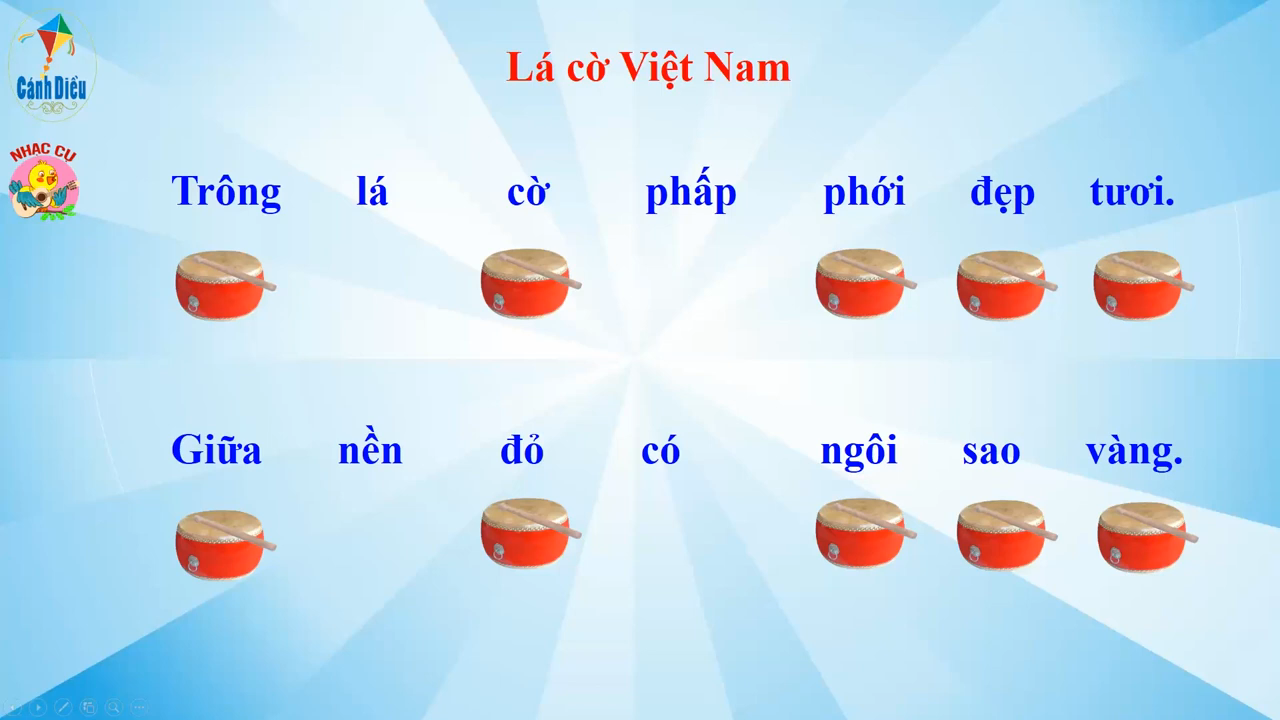 Cánh Diều
Lá cờ Việt Nam
NHẠC CỤ
Trông lá cờ phấp phới đẹp tươi.
Giữa nền đỏ có ngôi sao vàng.